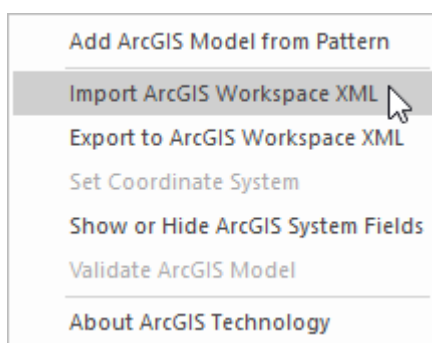 Add ArcGIS Model from Pattern
Import ArcGIS Workspace XML
Export to ArcGIS Workspace XML
Set Coordinate System
Show or Hide ArcGIS System Fields
Validate ArcGIS Model
About ArcGIS Technology